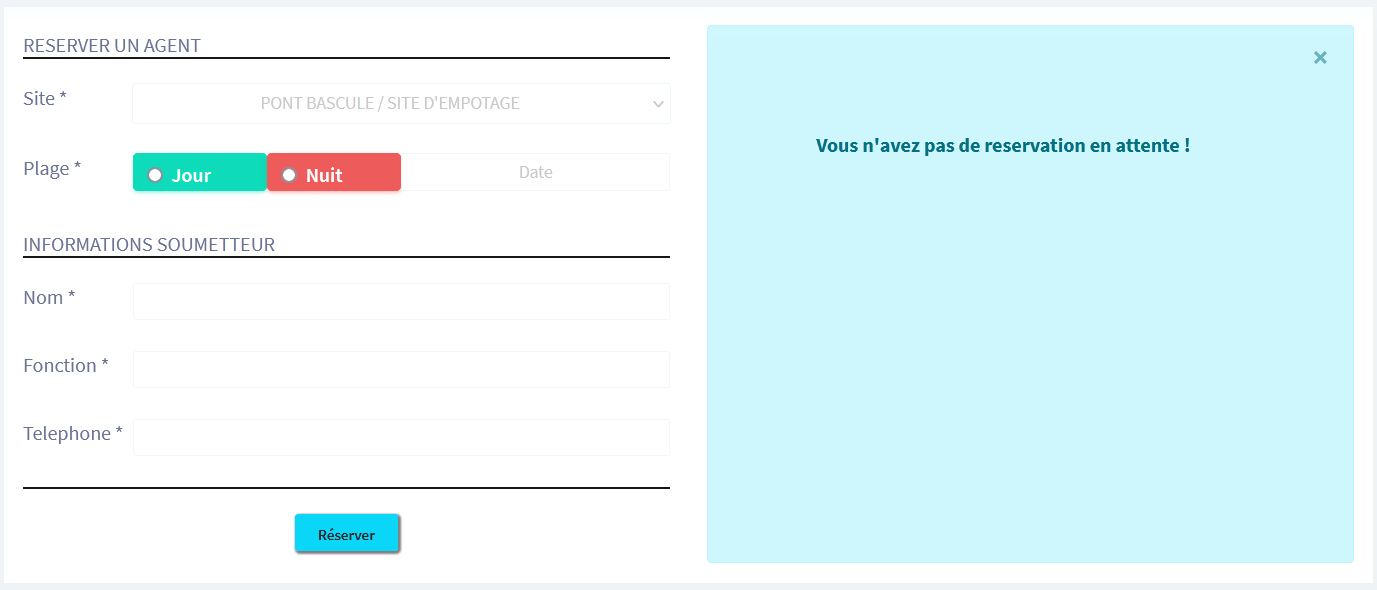 RESERVER UN AGENT
Site *
PONT BASCULE / SITE D'EMPOTAGE
Plage *
Jour
Nuit
Date
INFORMATIONS SOUMETTEUR
Nom *
Fonction *
Telephone *
Réserver
×
Vous n'avez pas de reservation en attente !